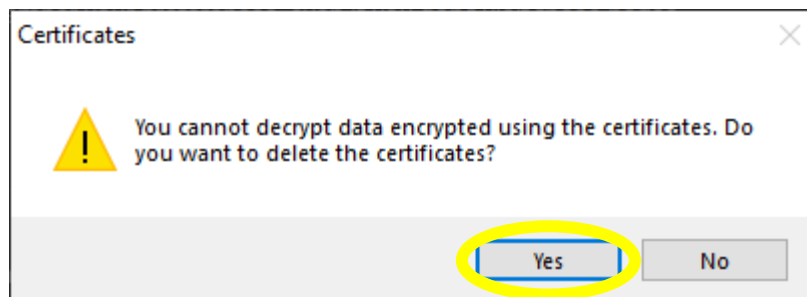 Certificates
You cannot decrypt data encrypted using the certificates. Do
you want to delete the certificates?
Yes
No